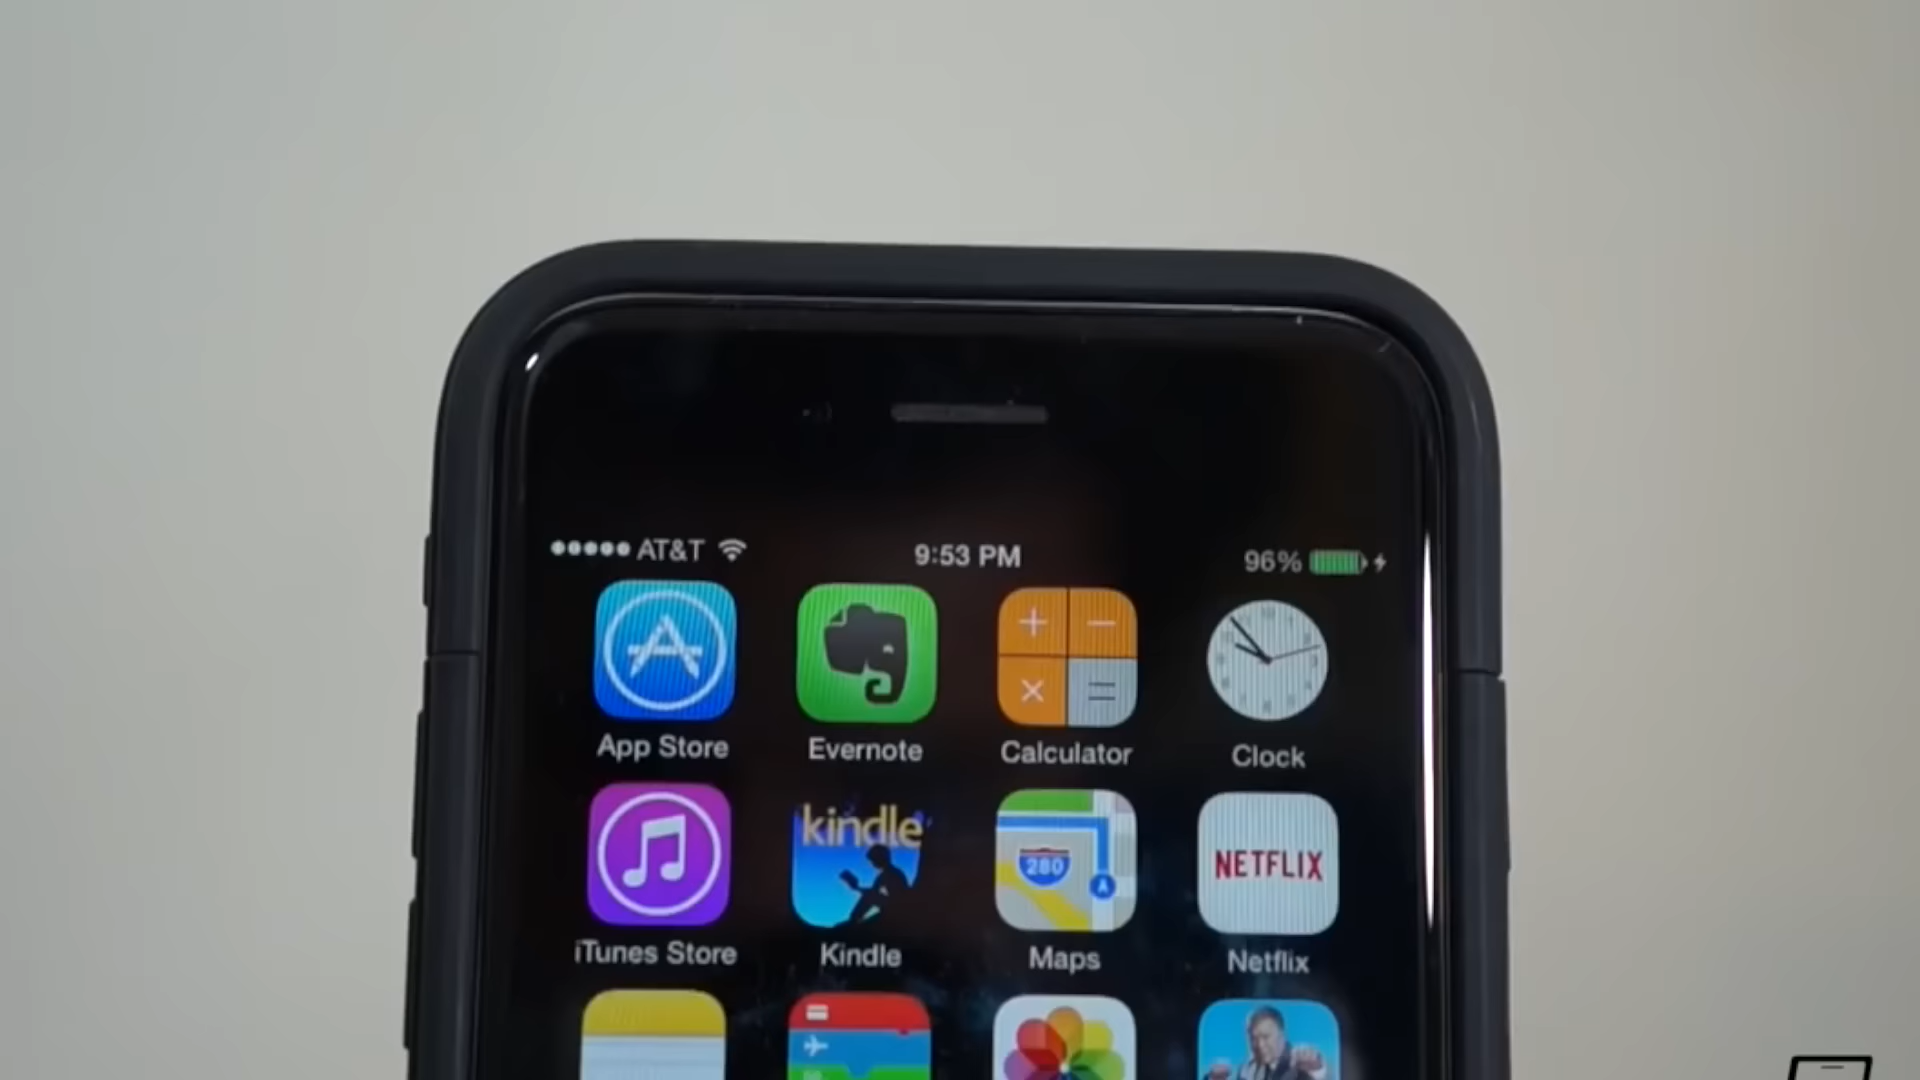 AT&T 9:53 PM 96%
App Store Evernote Calculator Clock
kindle 280 A NETFLIX
iTunes Store Kindle Maps Netflix